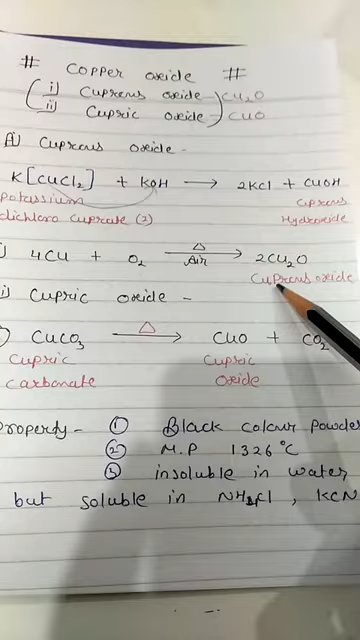 # Copper oxide #
i) Cuprous oxide Cu2O
ii) Cupric oxide CuO
A) Cuprous oxide -
K[CuCl2] + KOH → 2KCl + CuOH
Potassium dichloro cuprate (2)
Cuprous Hydroxide
4Cu + O2 Δ Air → 2Cu2O
Cuprous oxide
Cupric oxide -
CuCO3 Δ → CuO + CO2
Cupric carbonate
Cupric oxide
Property - ① Black colour powder
② M.P 1326°C
③ insoluble in water
but soluble in NH4Cl, KCN